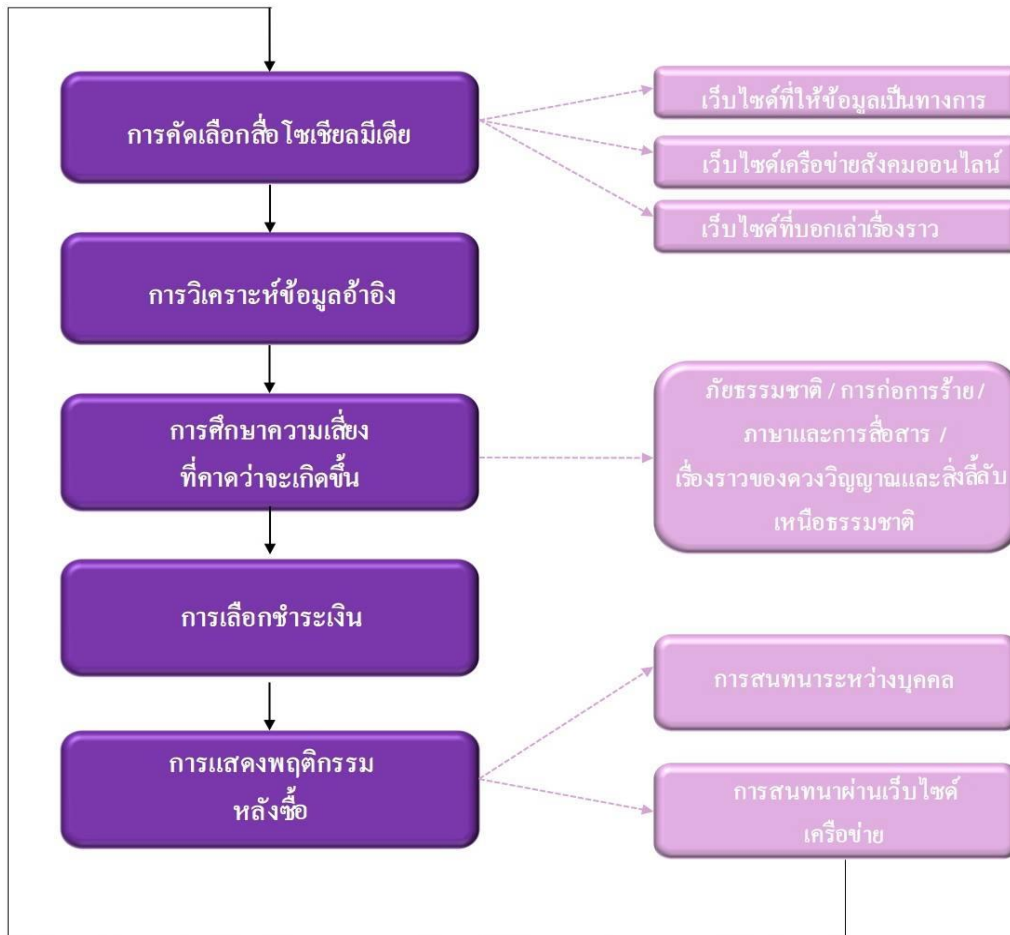 การคัดเลือกสื่อโซเชียลมีเดีย
เว็บไซค์ที่ให้ข้อมูลเป็นทางการ
เว็บไซค์เครือข่ายสังคมออนไลน์
เว็บไซค์ที่บอกเล่าเรื่องราว
การวิเคราะห์ข้อมูลอ้าอิง
การศึกษาความเสี่ยง
ที่คาดว่าจะเกิดขึ้น
ภัยธรรมชาติ / การก่อการร้าย /
ภาษาและการสื่อสาร /
เรื่องราวของดวงวิญญาณและสิ่งลี้ลับ
เหนือธรรมชาติ
การเลือกชำระเงิน
การแสดงพฤติกรรม
หลังซื้อ
การสนทนาระหว่างบุคคล
การสนทนาผ่านเว็บไซค์
เครือข่าย